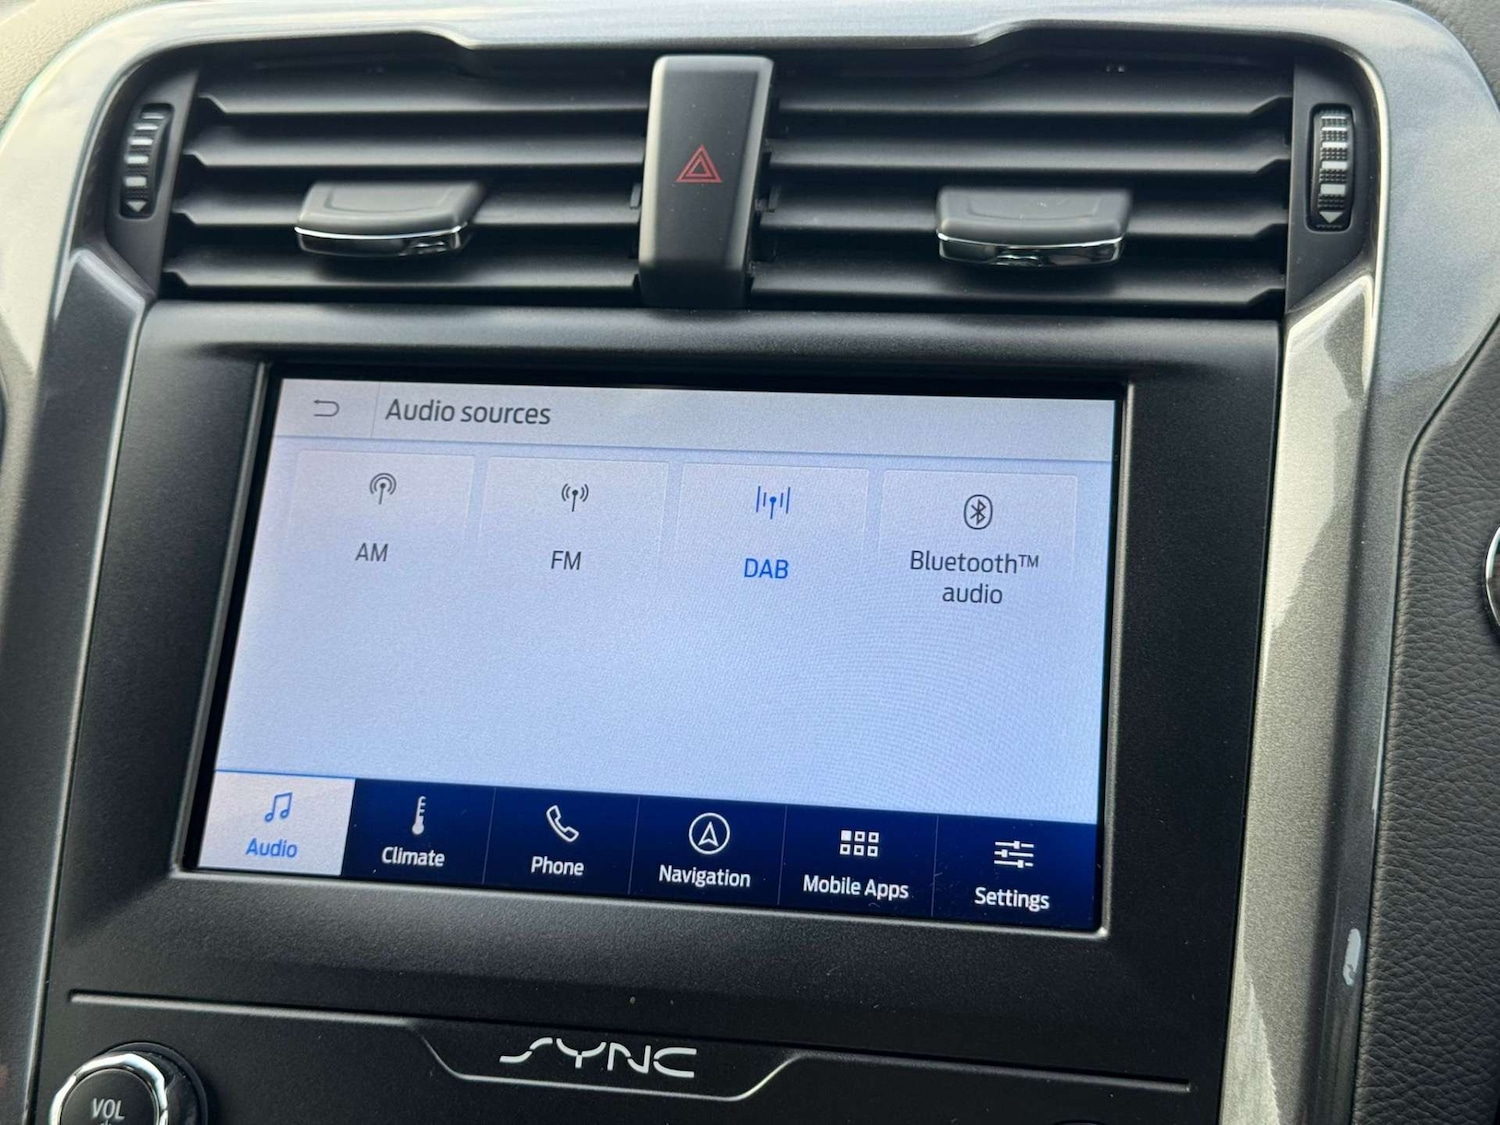 Audio sources
AM
FM
DAB
Bluetooth™
audio
Audio
Climate
Phone
Navigation
Mobile Apps
Settings
SYNC
VOL